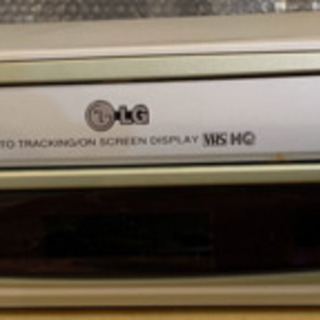 LG
TO TRACKING/ON SCREEN DISPLAY VHS HQ